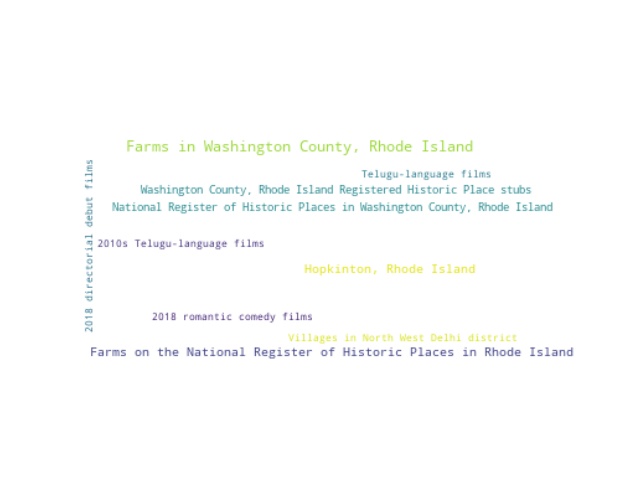 Farms in Washington County, Rhode Island
Telugu-language films
Washington County, Rhode Island Registered Historic Place stubs
National Register of Historic Places in Washington County, Rhode Island
2018 directorial debut films
2010s Telugu-language films
Hopkinton, Rhode Island
2018 romantic comedy films
Villages in North West Delhi district
Farms on the National Register of Historic Places in Rhode Island